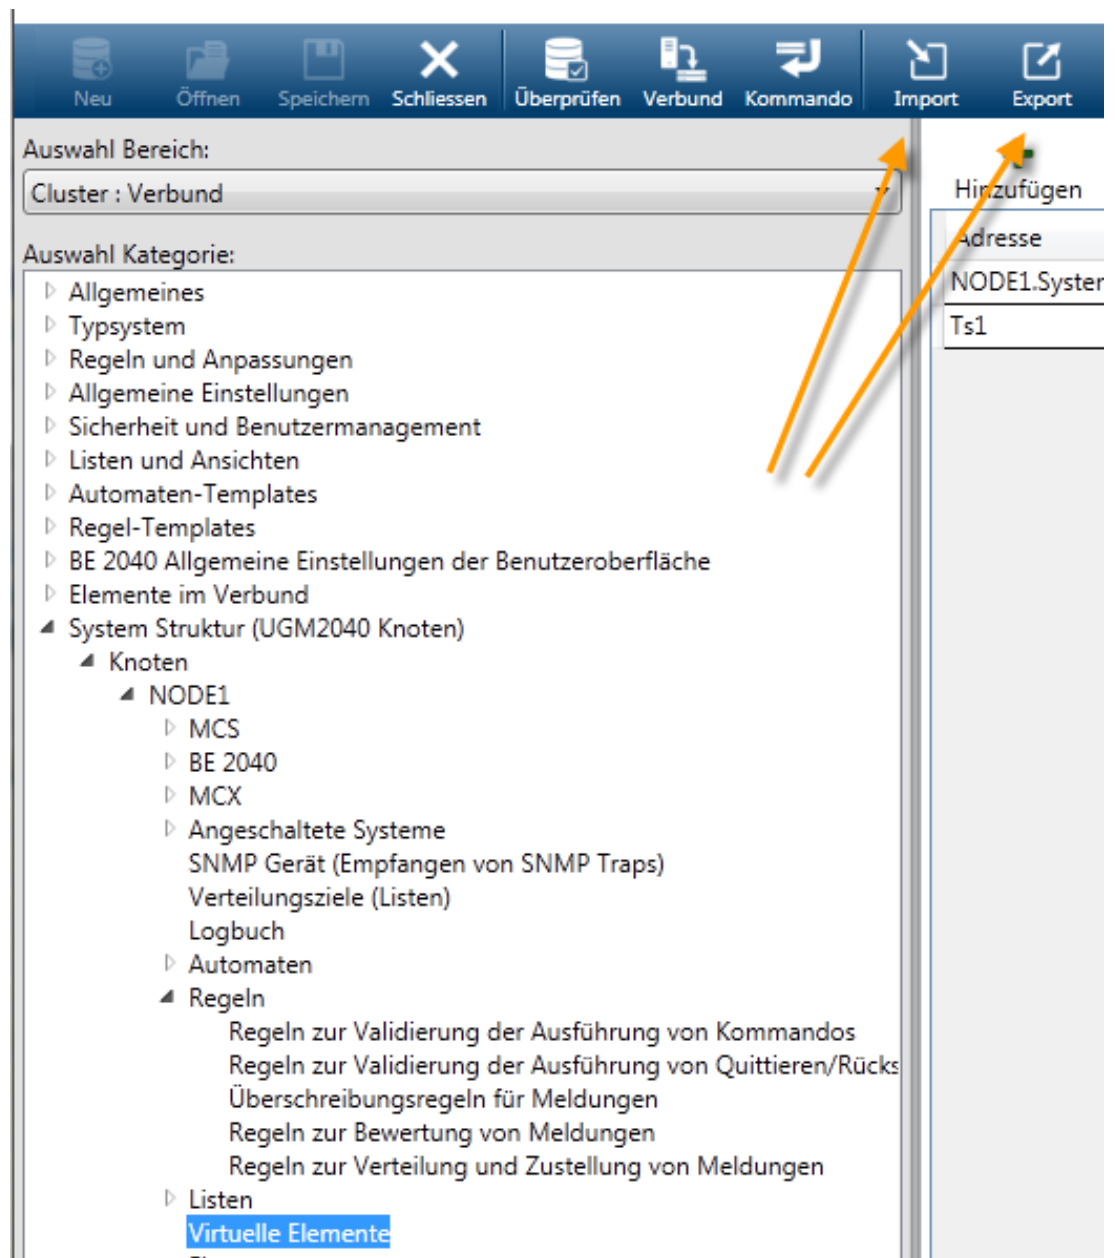 Neu Öffnen Speichern Schliessen Überprüfen Verbund Kommando Import Export
Auswahl Bereich:
Cluster : Verbund
Hinzufügen
Auswahl Kategorie:
Adresse
Allgemeines
NODE1.System
Typsystem
Ts1
Regeln und Anpassungen
Allgemeine Einstellungen
Sicherheit und Benutzermanagement
Listen und Ansichten
Automaten-Templates
Regel-Templates
BE 2040 Allgemeine Einstellungen der Benutzeroberfläche
Elemente im Verbund
System Struktur (UGM2040 Knoten)
Knoten
NODE1
MCS
BE 2040
MCX
Angeschaltete Systeme
SNMP Gerät (Empfangen von SNMP Traps)
Verteilungsziele (Listen)
Logbuch
Automaten
Regeln
Regeln zur Validierung der Ausführung von Kommandos
Regeln zur Validierung der Ausführung von Quittieren/Rücks
Überschreibungsregeln für Meldungen
Regeln zur Bewertung von Meldungen
Regeln zur Verteilung und Zustellung von Meldungen
Listen
Virtuelle Elemente